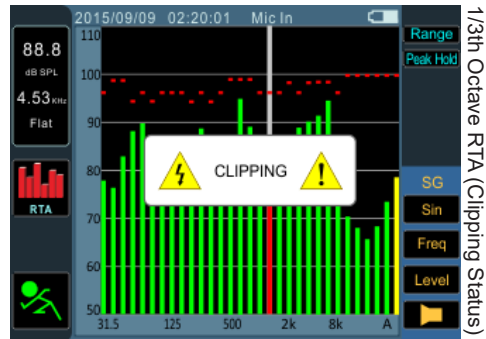 2015/09/09 02:20:01 Mic In
88.8
dB SPL
4.53 KHz
Flat
RTA
110
100
90
80
70
60
50
31.5 125 500 2k 8k A
CLIPPING
Range
Peak Hold
SG
Sin
Freq
Level
1/3th Octave RTA (Clipping Status)